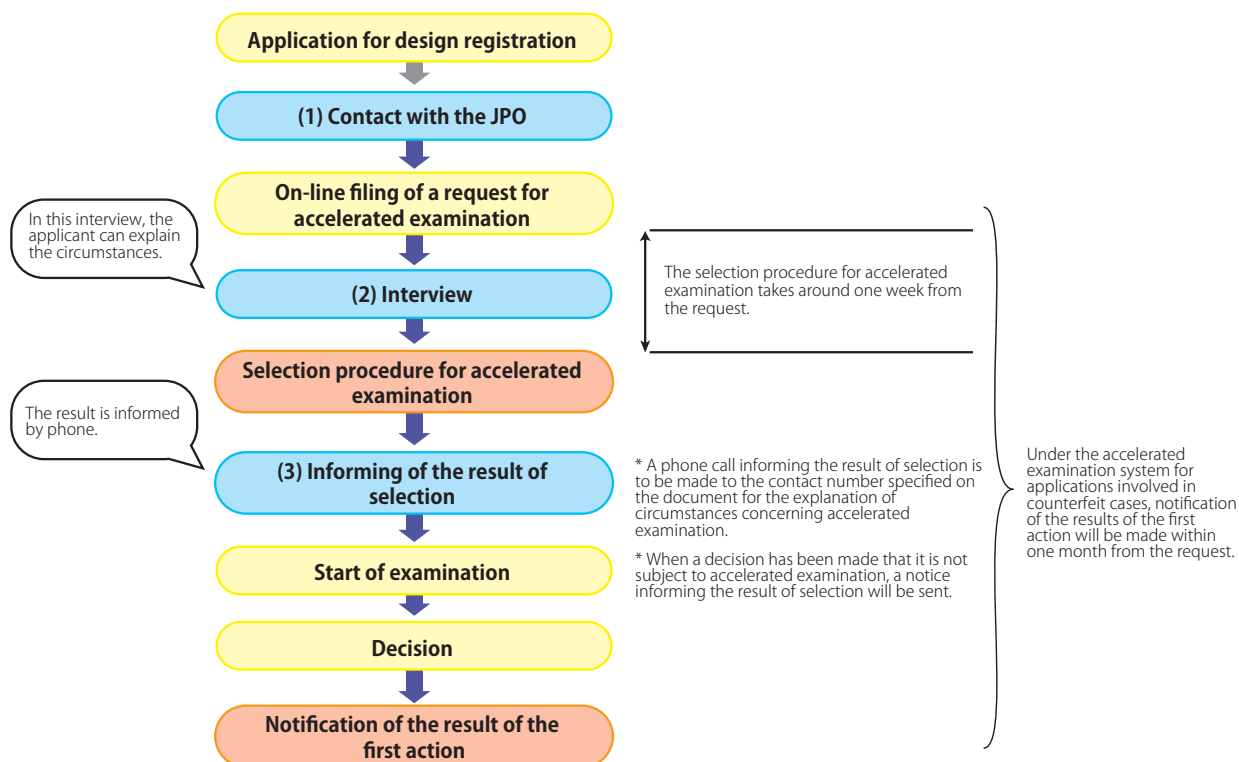 Application for design registration
(1) Contact with the JPO
On-line filing of a request for
accelerated examination
In this interview, the
applicant can explain
the circumstances.
(2) Interview
The selection procedure for accelerated
examination takes around one week from
the request.
Selection procedure for accelerated
examination
The result is informed
by phone.
(3) Informing of the result of
selection
* A phone call informing the result of selection is
to be made to the contact number specified on
the document for the explanation of
circumstances concerning accelerated
examination.
* When a decision has been made that it is not
subject to accelerated examination, a notice
informing the result of selection will be sent.
Under the accelerated
examination system for
applications involved in
counterfeit cases, notification
of the results of the first
action will be made within
one month from the request.
Start of examination
Decision
Notification of the result of the
first action